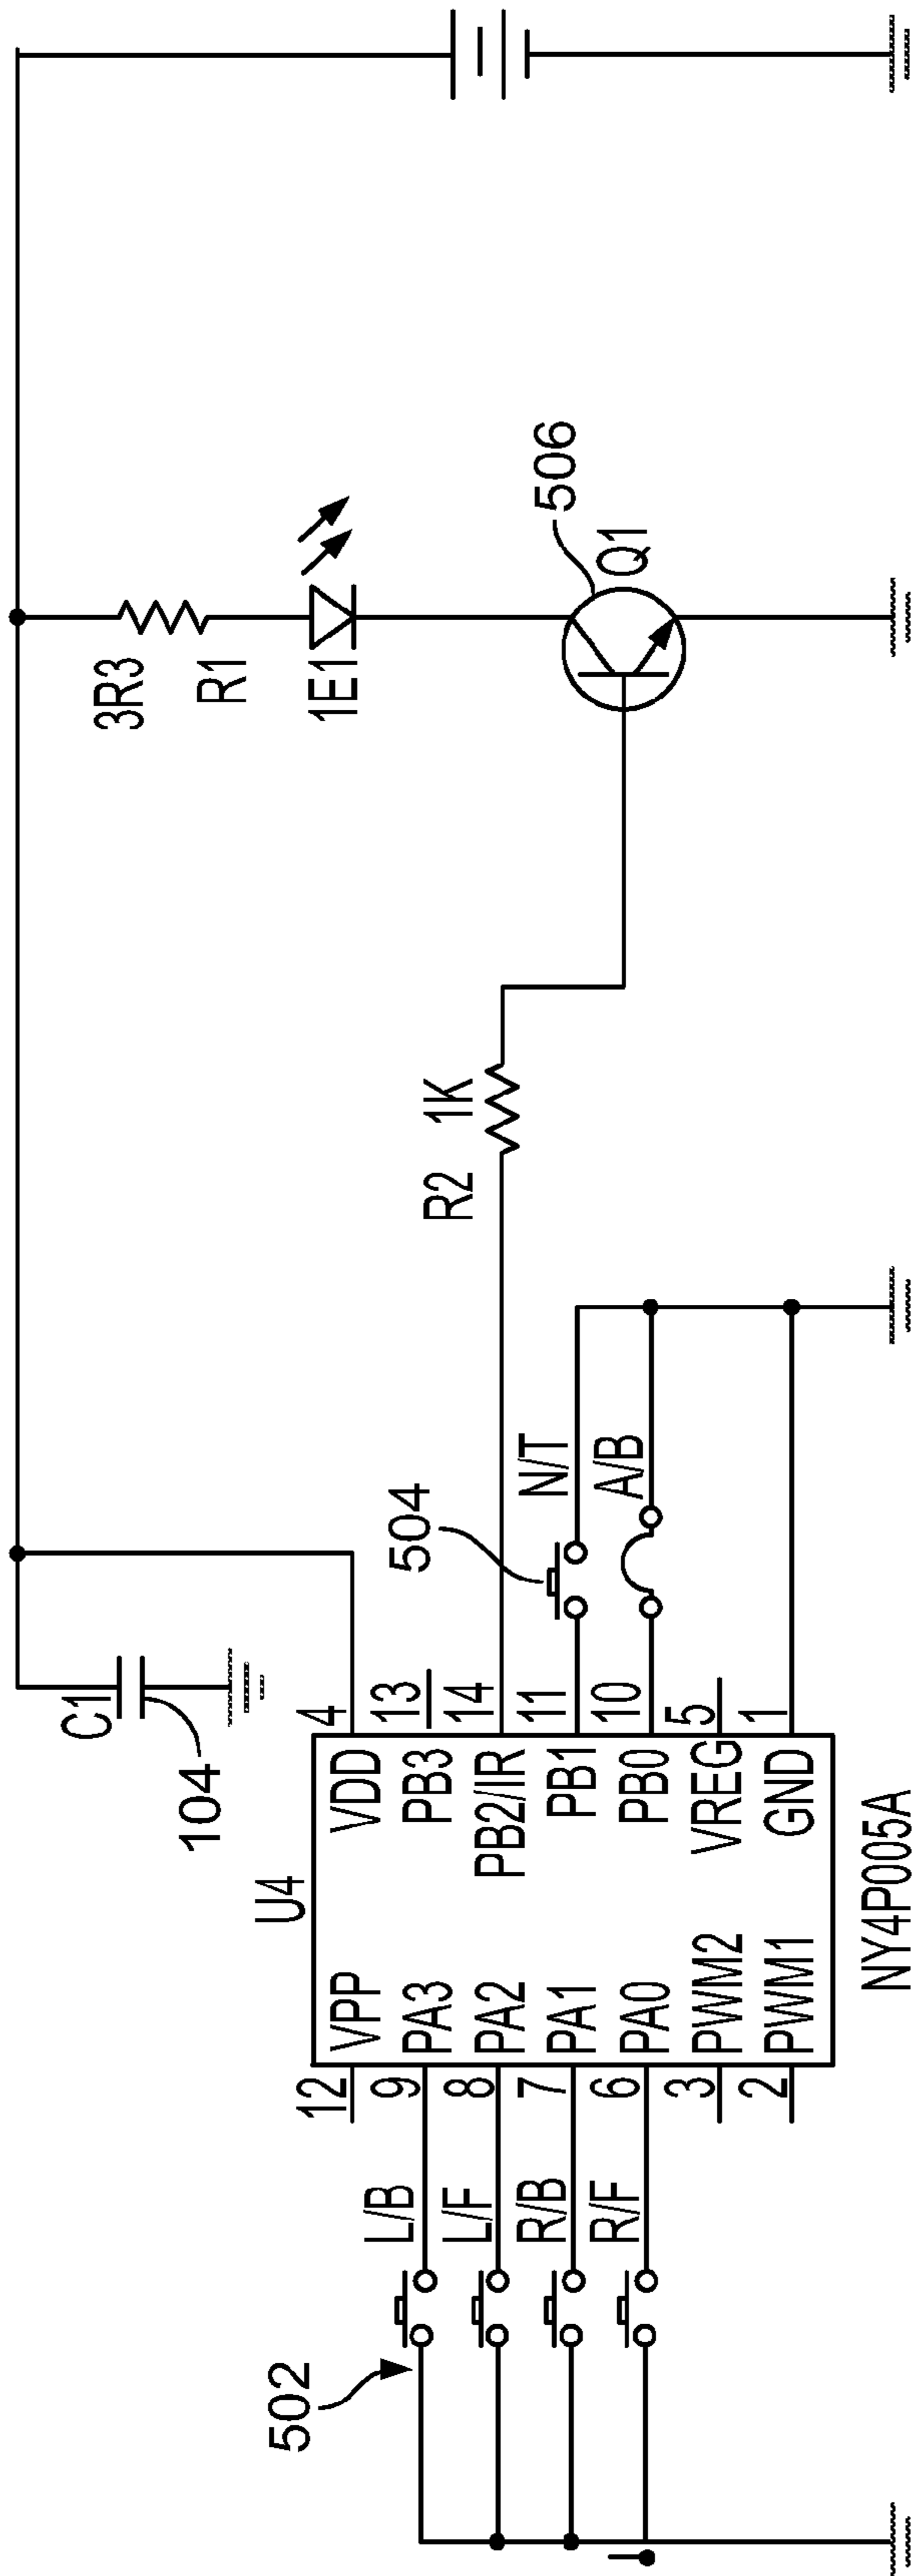 C1
104
U4
VPP
PA3
PA2
PA1
PA0
PWM2
PWM1
VDD
PB3
PB2/IR
PB1
PB0
VREG
GND
12
9
8
7
6
3
2
4
13
14
11
10
5
1
NY4P005A
502
L/B
L/F
R/B
R/F
504
N/T
A/B
R2
1K
3R3
R1
1E1
506
Q1